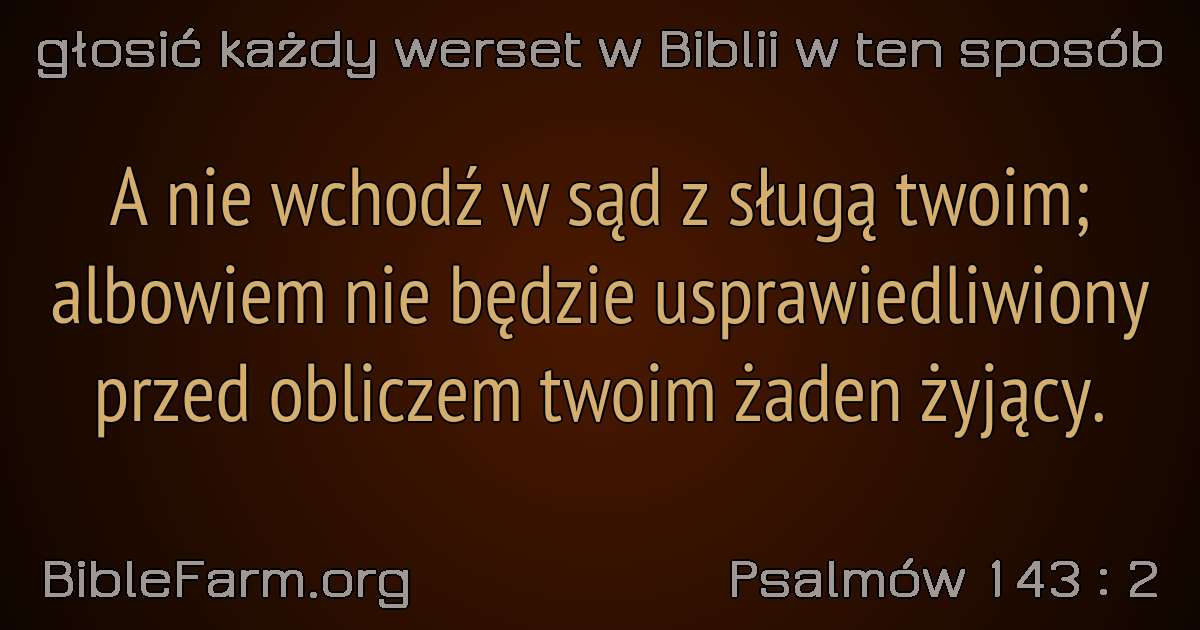 głosić każdy werset w Biblii w ten sposób
A nie wchodź w sąd z sługą twoim;
albowiem nie będzie usprawiedliwiony
przed obliczem twoim żaden żyjący.
BibleFarm.org
Psalmów 143 : 2